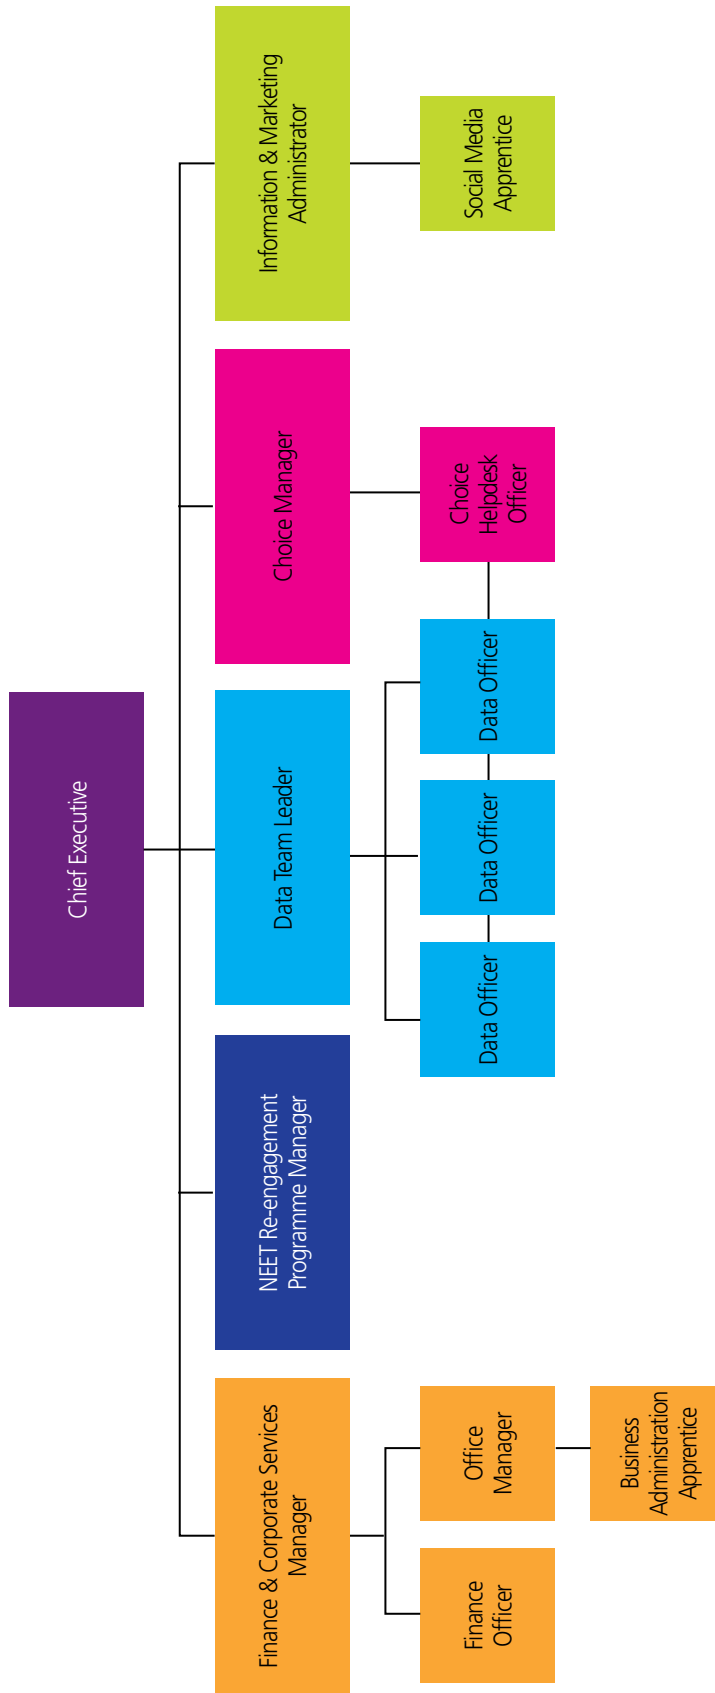 Chief Executive
Finance & Corporate Services
Manager
NEET Re-engagement
Programme Manager
Data Team Leader
Choice Manager
Information & Marketing
Administrator
Finance
Officer
Office
Manager
Data Officer
Data Officer
Data Officer
Choice
Helpdesk
Officer
Social Media
Apprentice
Business
Administration
Apprentice